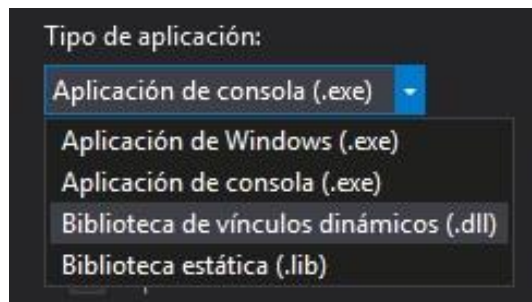 Tipo de aplicación:
Aplicación de consola (.exe)
Aplicación de Windows (.exe)
Aplicación de consola (.exe)
Biblioteca de vínculos dinámicos (.dll)
Biblioteca estática (.lib)